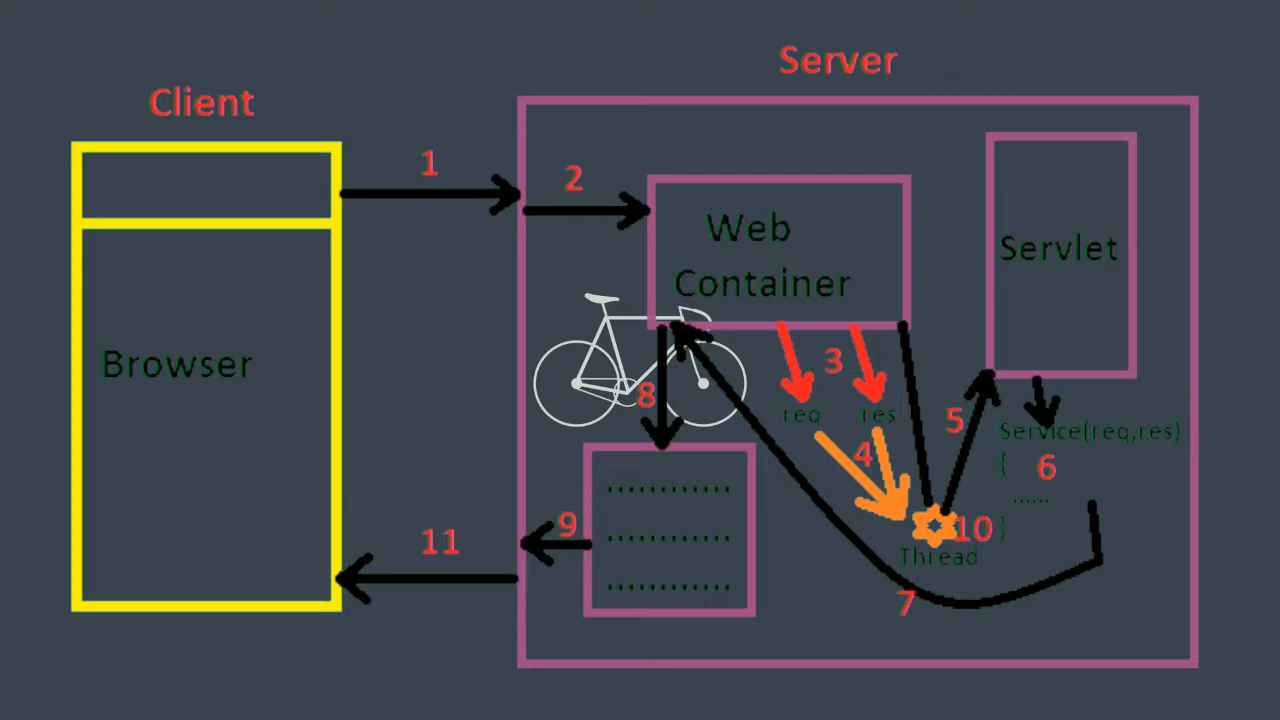 Server
Client
1
2
Web
Container
Servlet
Browser
3
8
req
res
5
Service(req,res)
4
{
6
............
......
9
10
}
11
............
Thread
............
7